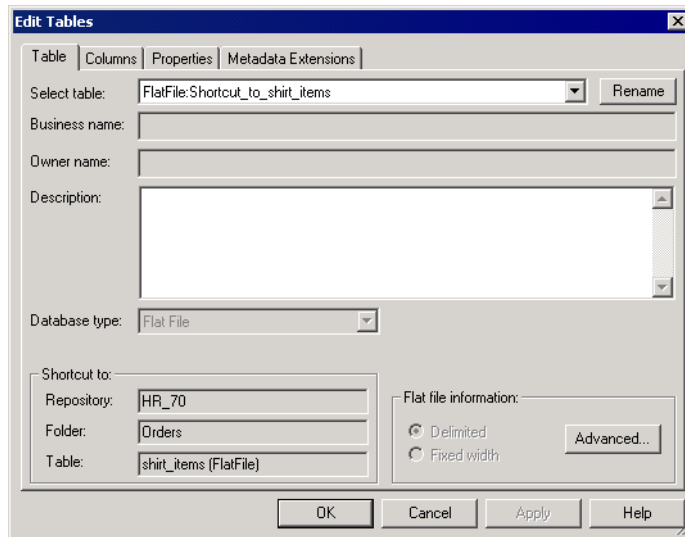 Edit Tables
Table Columns Properties Metadata Extensions
Select table: FlatFile:Shortcut_to_shirt_items Rename
Business name:
Owner name:
Description:
Database type: Flat File
Shortcut to:
Repository: HR_70
Folder: Orders
Table: shirt_items (FlatFile)
Flat file information:
Delimited
Fixed width
Advanced...
OK Cancel Apply Help